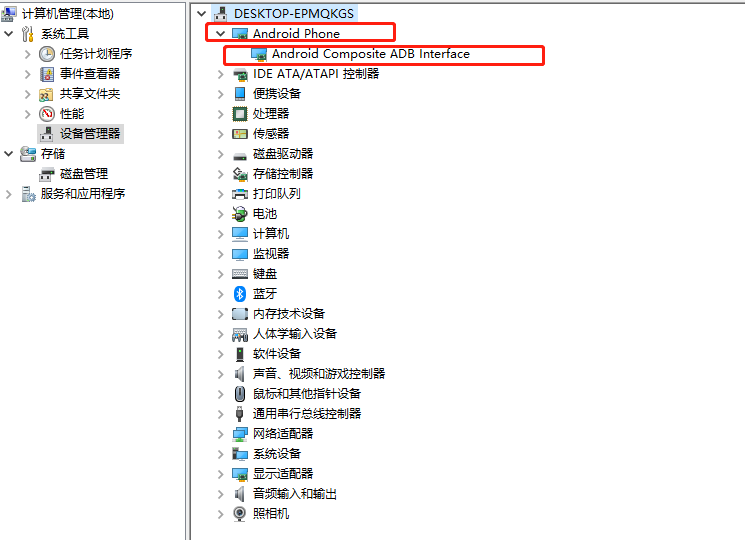 计算机管理(本地)
系统工具
任务计划程序
事件查看器
共享文件夹
性能
设备管理器
存储
磁盘管理
服务和应用程序
DESKTOP-EPMQKGS
Android Phone
Android Composite ADB Interface
IDE ATA/ATAPI 控制器
便携设备
处理器
传感器
磁盘驱动器
存储控制器
打印队列
电池
计算机
监视器
键盘
蓝牙
内存技术设备
人体学输入设备
软件设备
声音、视频和游戏控制器
鼠标和其他指针设备
通用串行总线控制器
网络适配器
系统设备
显示适配器
音频输入和输出
照相机